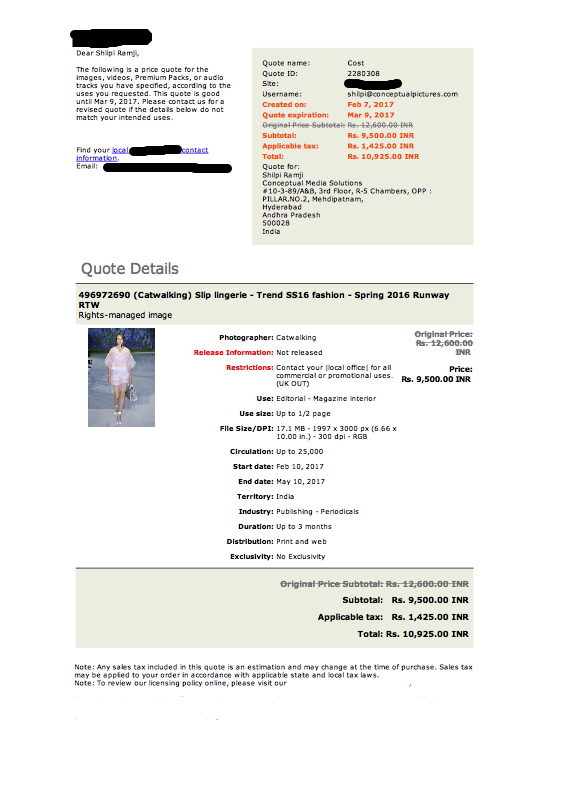 Dear Shilpi Ramji,
The following is a price quote for the
images, videos, Premium Packs, or audio
tracks you have specified, according to the
uses you requested. This quote is good
until Mar 9, 2017. Please contact us for a
revised quote if the details below do not
match your intended uses.
Find your local contact
information.
Email:
Quote name: Cost
Quote ID: 2280308
Site:
Username: shilpi@conceptualpictures.com
Created on: Feb 7, 2017
Quote expiration: Mar 9, 2017
Original Price Subtotal: Rs. 12,600.00 INR
Subtotal: Rs. 9,500.00 INR
Applicable tax: Rs. 1,425.00 INR
Total: Rs. 10,925.00 INR
Quote for:
Shilpi Ramji
Conceptual Media Solutions
#10-3-89/A&B, 3rd Floor, R-5 Chambers, OPP :
PILLAR.NO.2, Mehdipatnam,
Hyderabad
Andhra Pradesh
500028
India
Quote Details
496972690 (Catwalking) Slip lingerie - Trend SS16 fashion - Spring 2016 Runway
RTW
Rights-managed image
Photographer: Catwalking
Release Information: Not released
Restrictions: Contact your [local office] for all
commercial or promotional uses.
(UK OUT)
Use: Editorial - Magazine interior
Use size: Up to 1/2 page
File Size/DPI: 17.1 MB - 1997 x 3000 px (6.66 x
10.00 in.) - 300 dpi - RGB
Circulation: Up to 25,000
Start date: Feb 10, 2017
End date: May 10, 2017
Territory: India
Industry: Publishing - Periodicals
Duration: Up to 3 months
Distribution: Print and web
Exclusivity: No Exclusivity
Original Price:
Rs. 12,600.00
INR
Price:
Rs. 9,500.00 INR
Original Price Subtotal: Rs. 12,600.00 INR
Subtotal: Rs. 9,500.00 INR
Applicable tax: Rs. 1,425.00 INR
Total: Rs. 10,925.00 INR
Note: Any sales tax included in this quote is an estimation and may change at the time of purchase. Sales tax
may be applied to your order in accordance with applicable state and local tax laws.
Note: To review our licensing policy online, please visit our